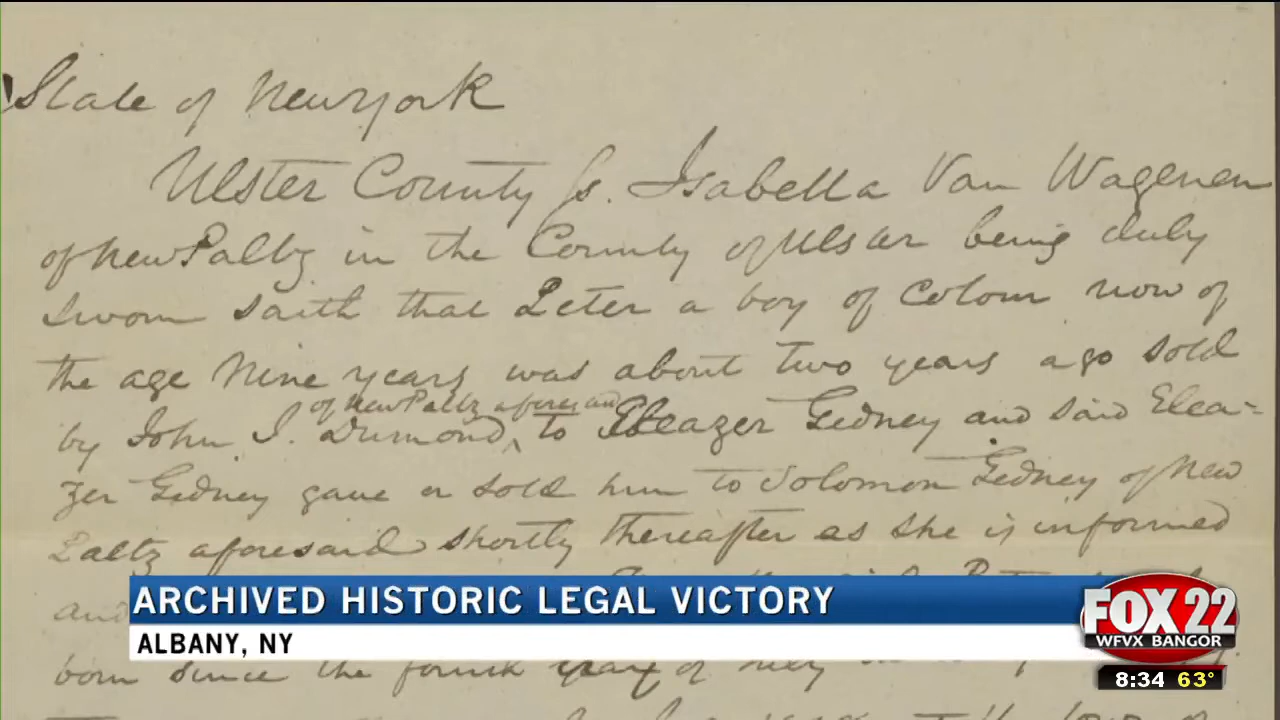 State of Newyork
Ulster County ss. Isabella Van Wagenen
of New Paltz in the County of Ulster being duly
sworn saith that Peter a boy of colour now of
the age Nine years was about two years ago sold
of New Paltz aforesaid
by John I. Dumond, ^ to Eleazer Gedney and said Elea=
zer Gedney gave or sold him to Solomon Gedney of New
Paltz aforesaid shortly thereafter as she is informed
and
ARCHIVED HISTORIC LEGAL VICTORY
ALBANY, NY
born since the fourth day of July
FOX 22
WFVX BANGOR
8:34 63°